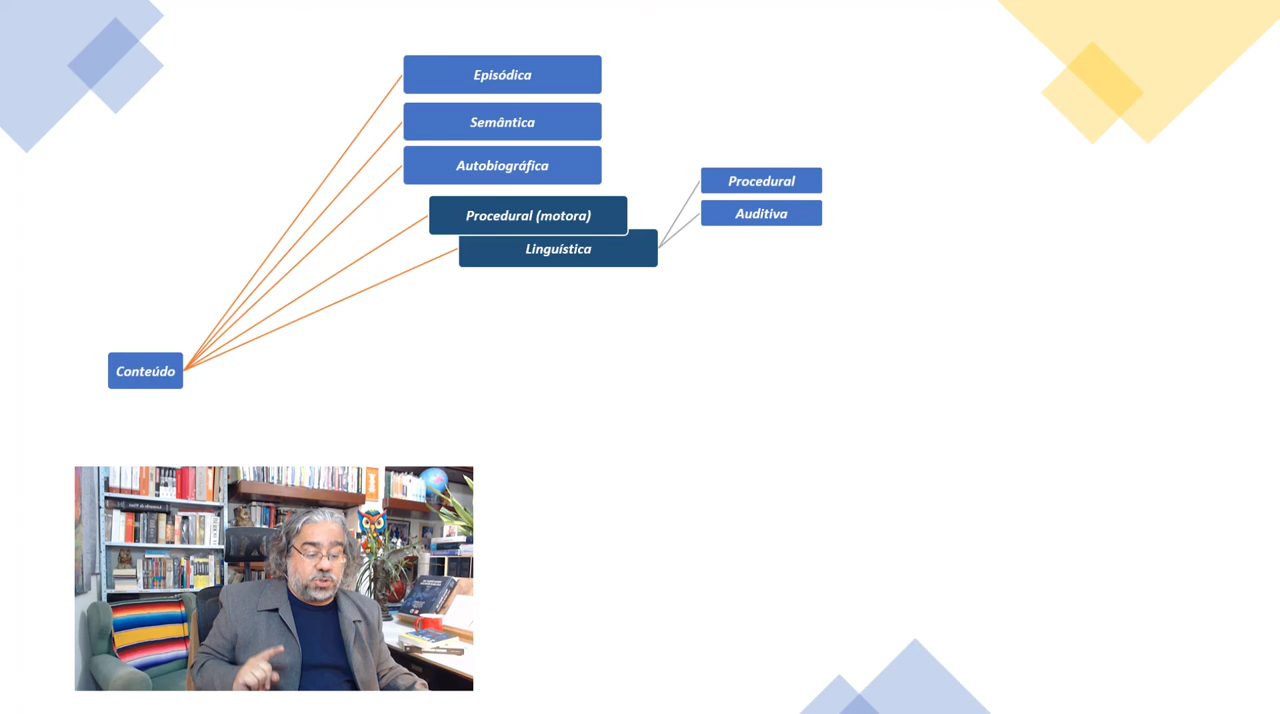 Episódica
Semântica
Autobiográfica
Procedural (motora)
Linguística
Procedural
Auditiva
Conteúdo